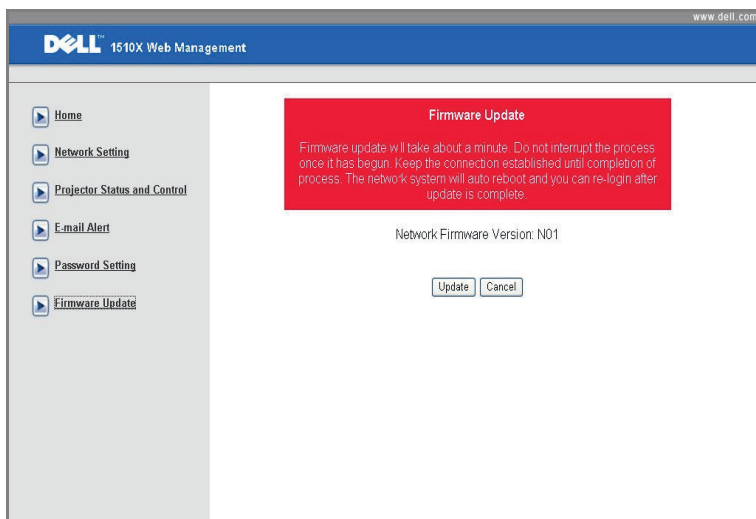 www.dell.com
DELL™ 1510X Web Management
Home
Network Setting
Projector Status and Control
E-mail Alert
Password Setting
Firmware Update
Firmware Update
Firmware update will take about a minute. Do not interrupt the process
once it has begun. Keep the connection established until completion of
process. The network system will auto reboot and you can re-login after
update is complete.
Network Firmware Version: N01
Update Cancel